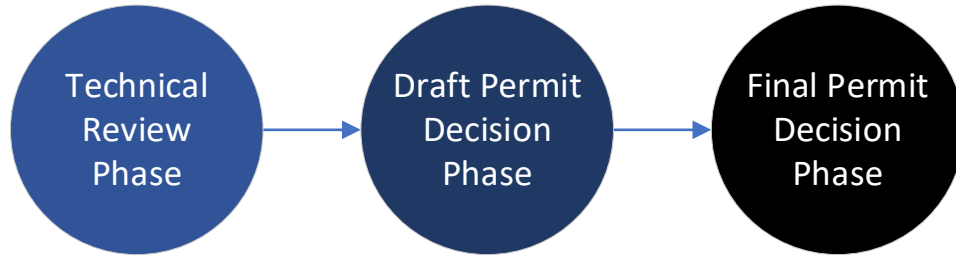 Technical
Review
Phase
Draft Permit
Decision
Phase
Final Permit
Decision
Phase